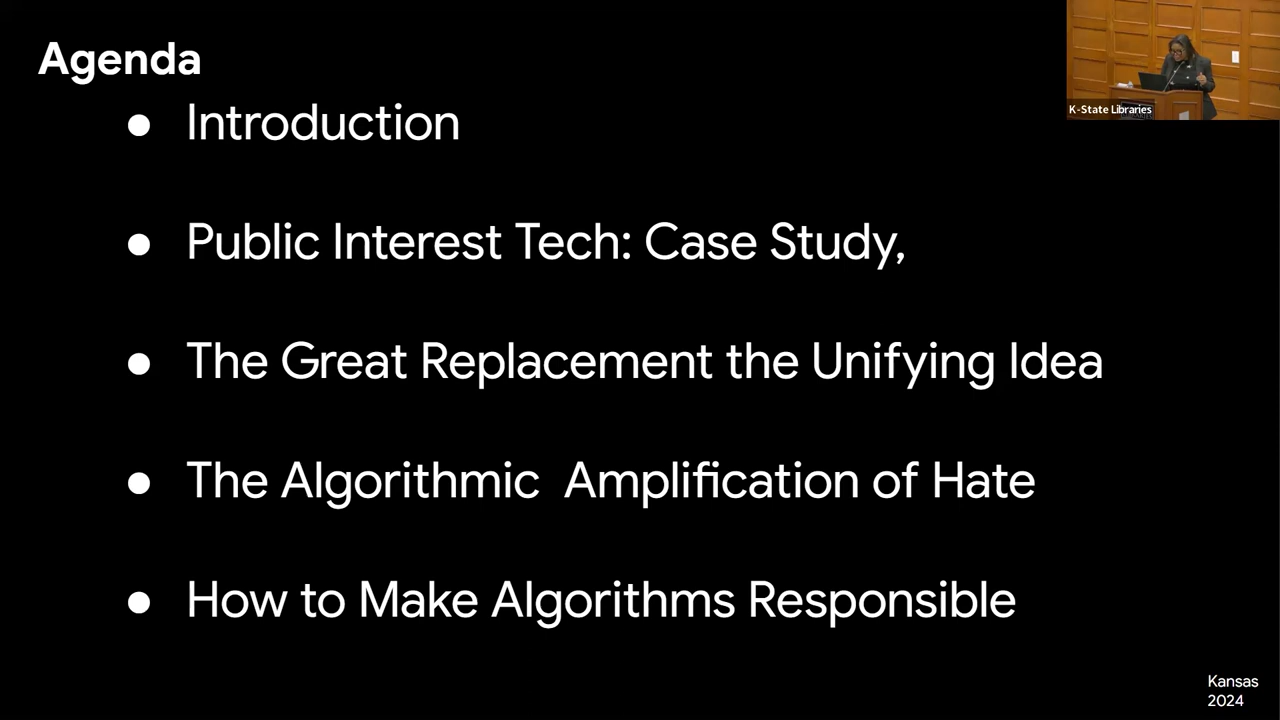 Agenda
● Introduction
● Public Interest Tech: Case Study,
● The Great Replacement the Unifying Idea
● The Algorithmic  Amplification of Hate
● How to Make Algorithms Responsible
K-State Libraries
Kansas
2024